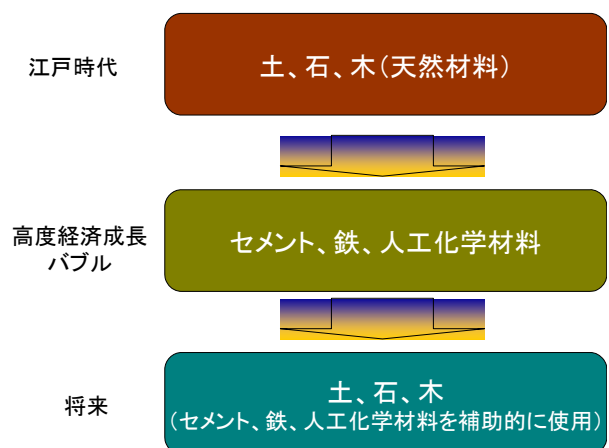 江戸時代
土、石、木(天然材料)
高度経済成長
バブル
セメント、鉄、人工化学材料
将来
土、石、木
(セメント、鉄、人工化学材料を補助的に使用)